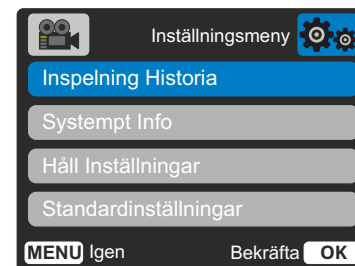 Inställningsmeny
Inspelning Historia
Systempt Info
Håll Inställningar
Standardinställningar
MENU Igen Bekräfta OK